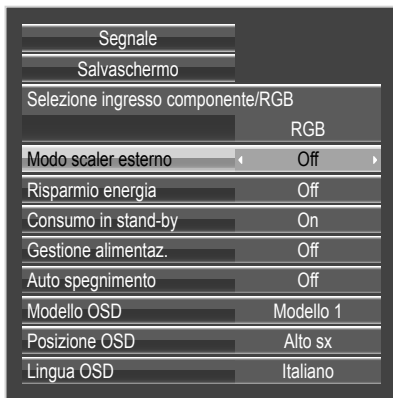 Segnale
Salvaschermo
Selezione ingresso componente/RGB
RGB
Modo scaler esterno Off
Risparmio energia Off
Consumo in stand-by On
Gestione alimentaz. Off
Auto spegnimento Off
Modello OSD Modello 1
Posizione OSD Alto sx
Lingua OSD Italiano